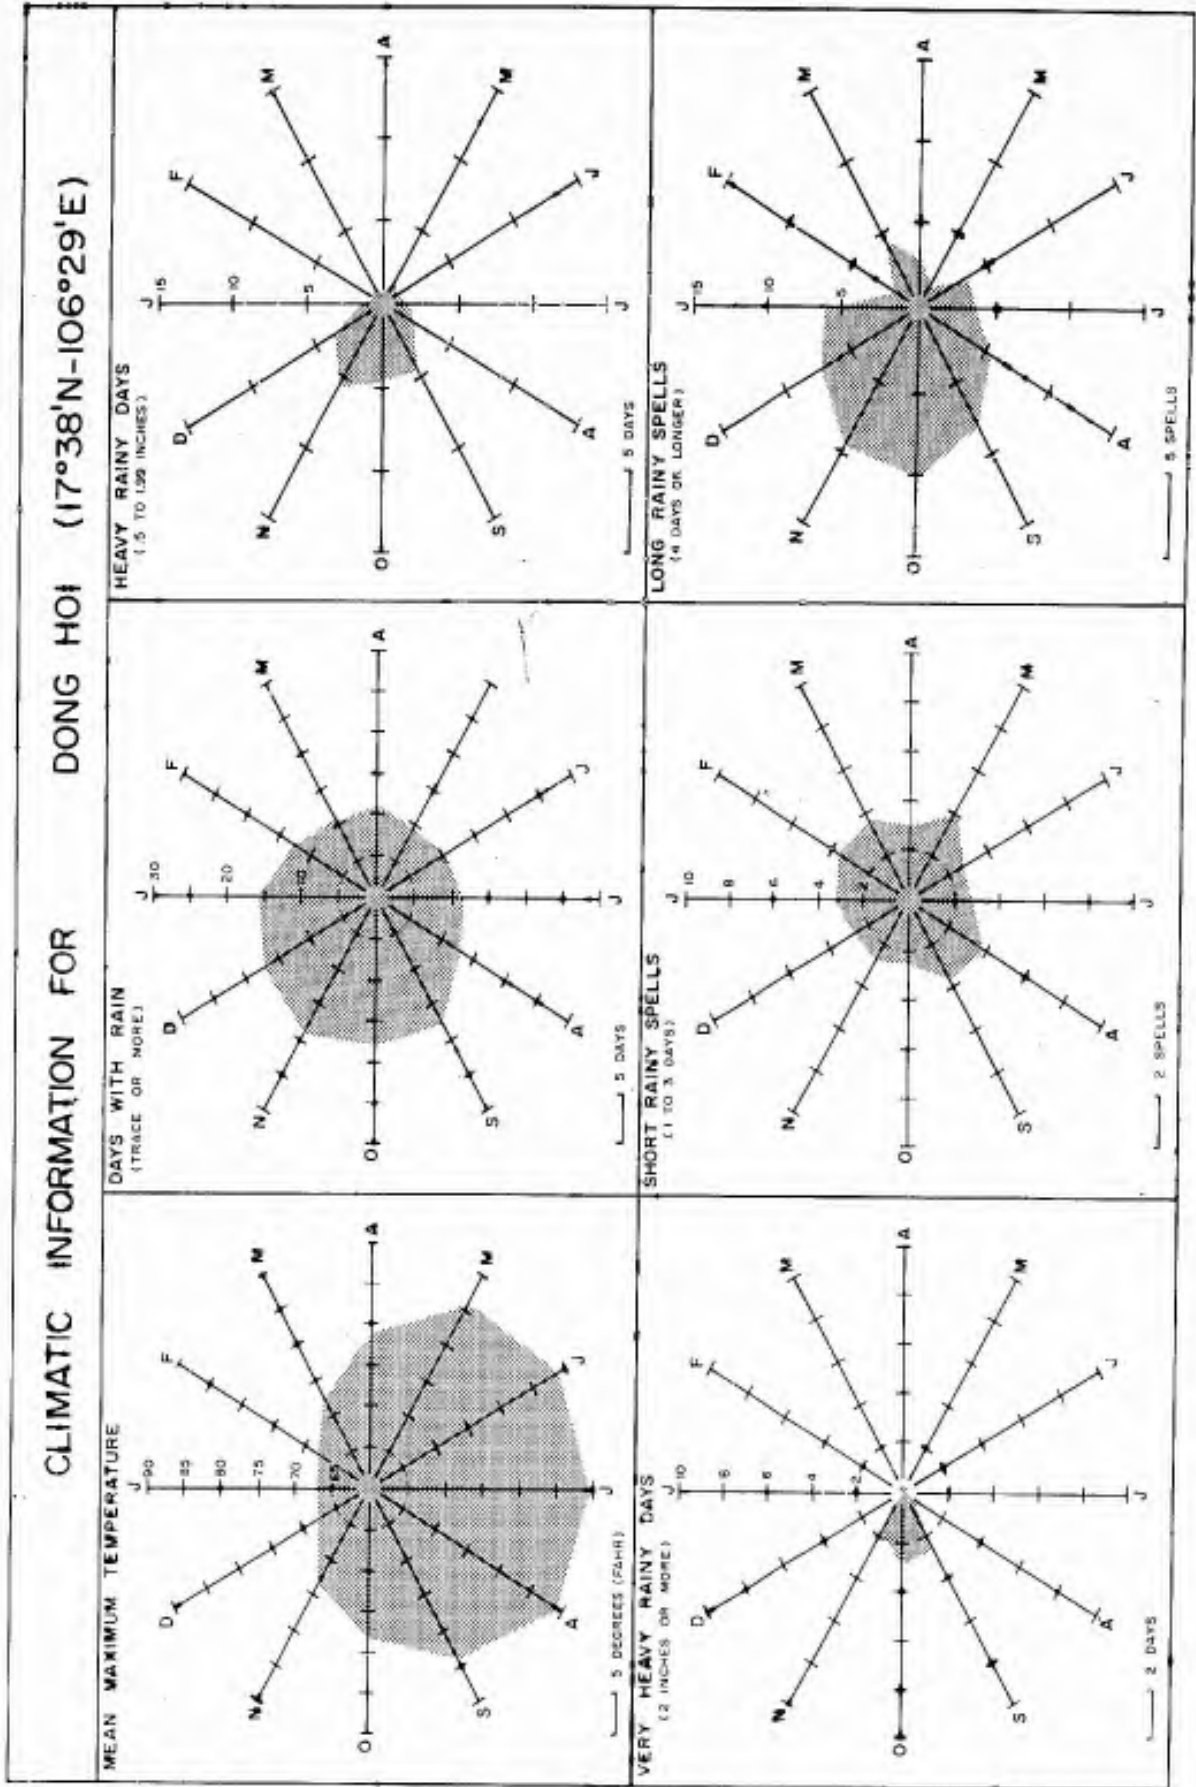 CLIMATIC INFORMATION FOR DONG HOI (17°38'N-106°29'E)
MEAN MAXIMUM TEMPERATURE
J
90
85
80
75
70
65
F
M
A
M
J
J
A
S
O
N
D
5 DEGREES (FAHR)
DAYS WITH RAIN
(TRACE OR MORE)
J
30
20
10
F
M
A
J
J
A
S
O
N
D
5 DAYS
HEAVY RAINY DAYS
(.5 TO 1.99 INCHES)
J
15
10
5
F
M
A
M
J
J
A
S
O
N
D
5 DAYS
VERY HEAVY RAINY DAYS
(2 INCHES OR MORE)
J
10
8
6
4
2
F
M
A
M
J
J
A
S
O
N
D
2 DAYS
SHORT RAINY SPELLS
(1 TO 3 DAYS)
J
10
8
6
4
2
F
M
A
M
J
J
A
S
O
N
D
2 SPELLS
LONG RAINY SPELLS
(4 DAYS OR LONGER)
J
15
10
5
F
M
A
M
J
J
A
S
O
N
D
5 SPELLS